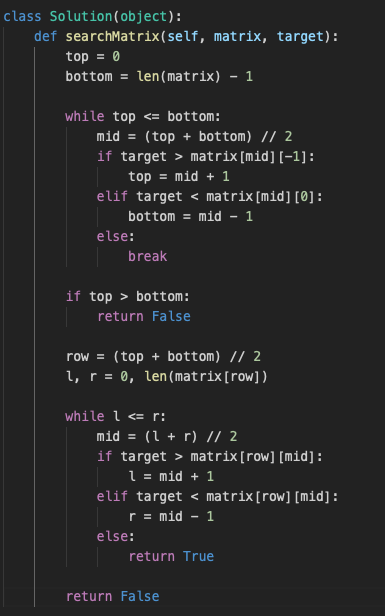 class Solution(object):
    def searchMatrix(self, matrix, target):
        top = 0
        bottom = len(matrix) - 1

        while top <= bottom:
            mid = (top + bottom) // 2
            if target > matrix[mid][-1]:
                top = mid + 1
            elif target < matrix[mid][0]:
                bottom = mid - 1
            else:
                break

        if top > bottom:
            return False

        row = (top + bottom) // 2
        l, r = 0, len(matrix[row])

        while l <= r:
            mid = (l + r) // 2
            if target > matrix[row][mid]:
                l = mid + 1
            elif target < matrix[row][mid]:
                r = mid - 1
            else:
                return True

        return False